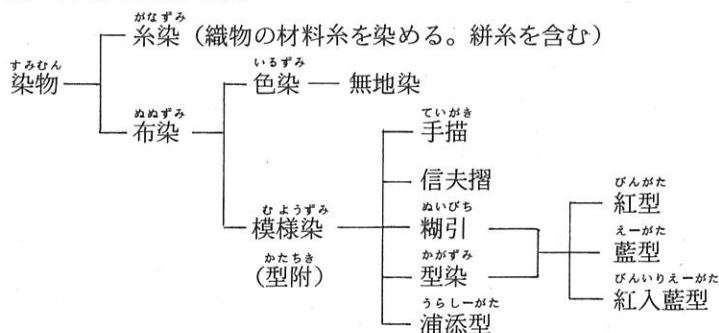 がなずみ
糸染（織物の材料糸を染める。絣糸を含む）
すみむん
染物
いるずみ
色染 無地染
ぬぬずみ
布染
ていがき
手描
信夫摺
むようずみ
模様染
かたちき
（型附）
ぬいびち
糊引
かがずみ
型染
うらしーがた
浦添型
びんがた
紅型
えーがた
藍型
びんいりえーがた
紅入藍型